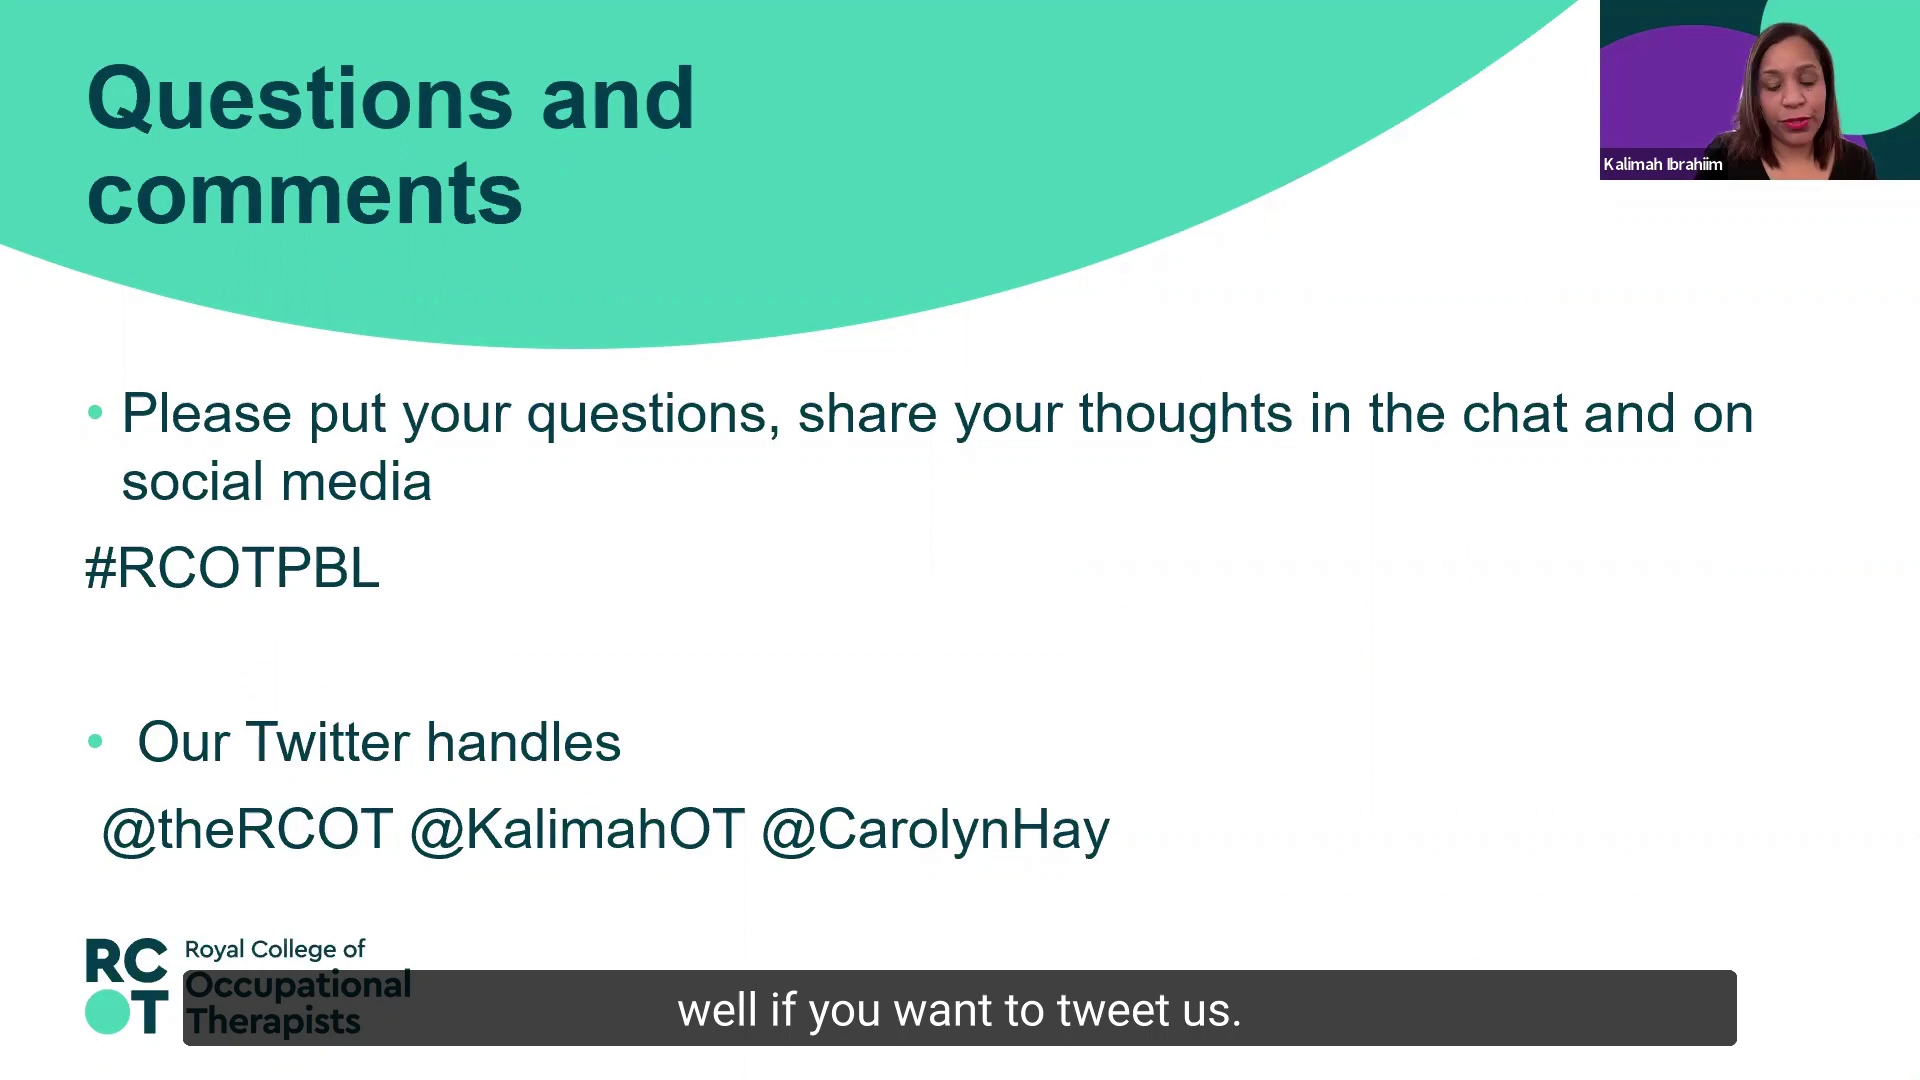 Questions and
comments
Kalimah Ibrahiim
• Please put your questions, share your thoughts in the chat and on
social media
#RCOTPBL
• Our Twitter handles
@theRCOT @KalimahOT @CarolynHay
RC
OT
Royal College of
Occupational
Therapists
well if you want to tweet us.